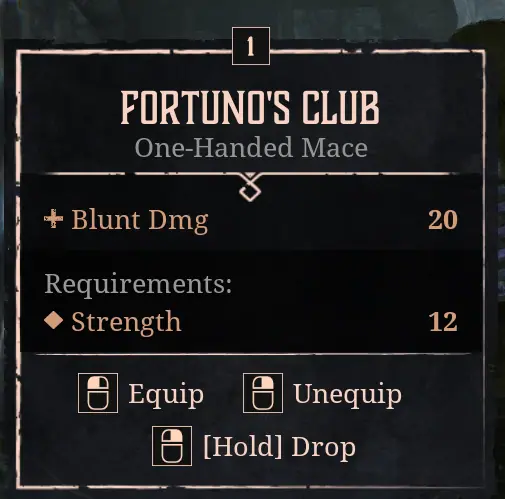 1
FORTUNO'S CLUB
One-Handed Mace
Blunt Dmg 20
Requirements:
Strength 12
Equip Unequip
[Hold] Drop